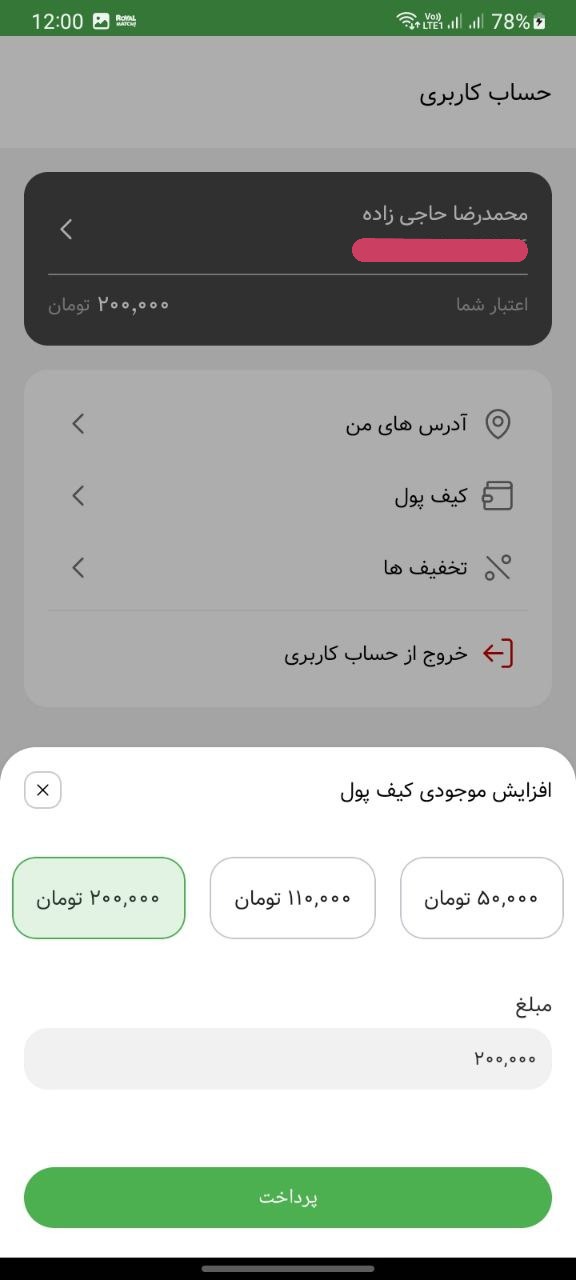 12:00 ROYAL MATCH! Vo)) LTE1 78%
حساب کاربری
محمدرضا حاجی زاده
اعتبار شما ۲۰۰,۰۰۰ تومان
آدرس های من
کیف پول
تخفیف ها
خروج از حساب کاربری
افزایش موجودی کیف پول
۵۰,۰۰۰ تومان ۱۱۰,۰۰۰ تومان ۲۰۰,۰۰۰ تومان
مبلغ
۲۰۰,۰۰۰
پرداخت